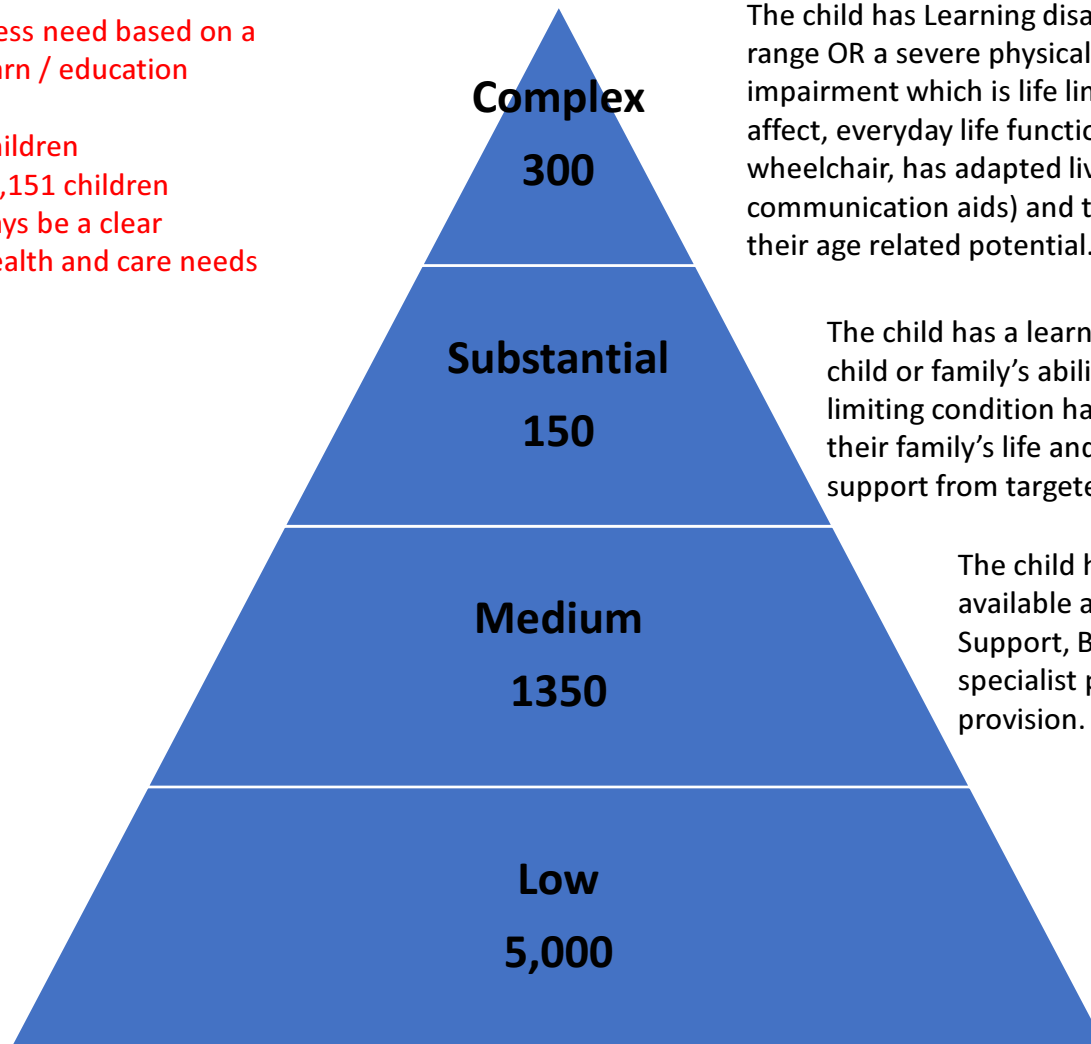 ess need based on a
arn / education
ildren
,151 children
ys be a clear
ealth and care needs
Complex
300
The child has Learning disa
range OR a severe physical
impairment which is life lin
affect, everyday life functio
wheelchair, has adapted liv
communication aids) and t
their age related potential.
Substantial
150
The child has a learn
child or family's abili
limiting condition ha
their family's life and
support from targete
Medium
1350
The child h
available a
Support, B
specialist p
provision.
Low
5,000